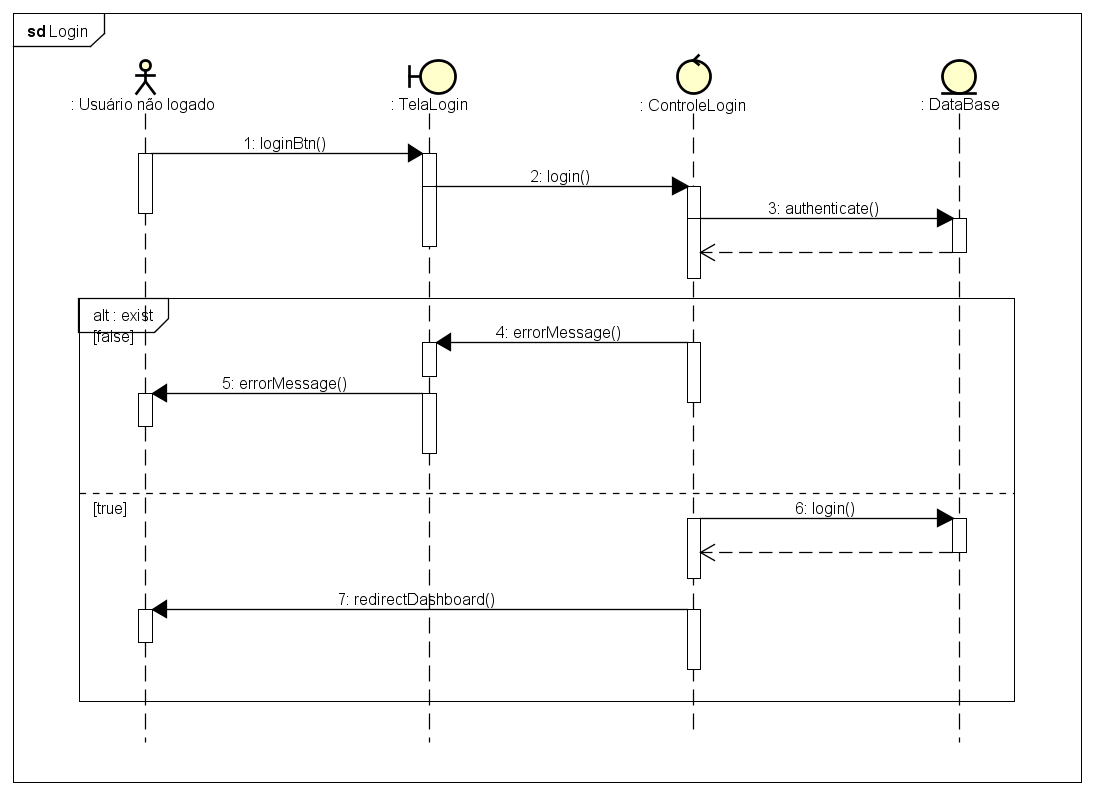 sd Login
: Usuário não logado
: TelaLogin
: ControleLogin
: DataBase
1: loginBtn()
2: login()
3: authenticate()
alt : exist
[false]
4: errorMessage()
5: errorMessage()
[true]
6: login()
7: redirectDashboard()